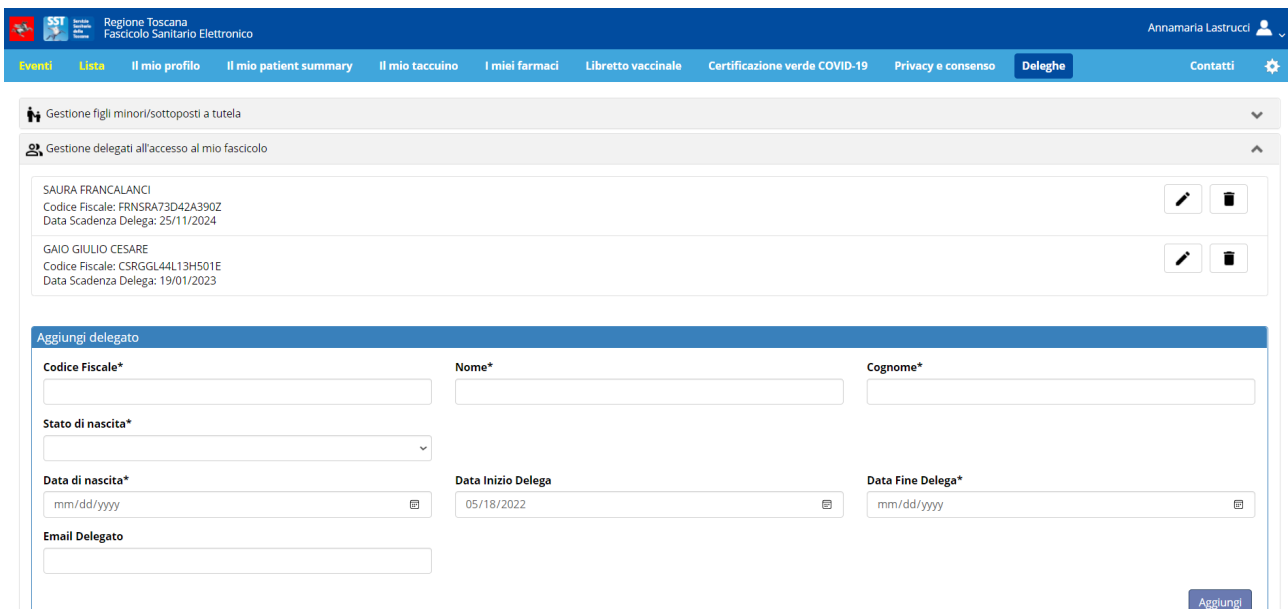 SST Servizio Sanitario della Toscana
Regione Toscana
Fascicolo Sanitario Elettronico
Annamaria Lastrucci
Eventi Lista Il mio profilo Il mio patient summary Il mio taccuino I miei farmaci Libretto vaccinale Certificazione verde COVID-19 Privacy e consenso Deleghe Contatti
Gestione figli minori/sottoposti a tutela
Gestione delegati all'accesso al mio fascicolo
SAURA FRANCALANCI
Codice Fiscale: FRNSRA73D42A390Z
Data Scadenza Delega: 25/11/2024
GAIO GIULIO CESARE
Codice Fiscale: CSRGGL44L13H501E
Data Scadenza Delega: 19/01/2023
Aggiungi delegato
Codice Fiscale* Nome* Cognome*
Stato di nascita*
Data di nascita* Data Inizio Delega Data Fine Delega*
mm/dd/yyyy 05/18/2022 mm/dd/yyyy
Email Delegato
Aggiungi